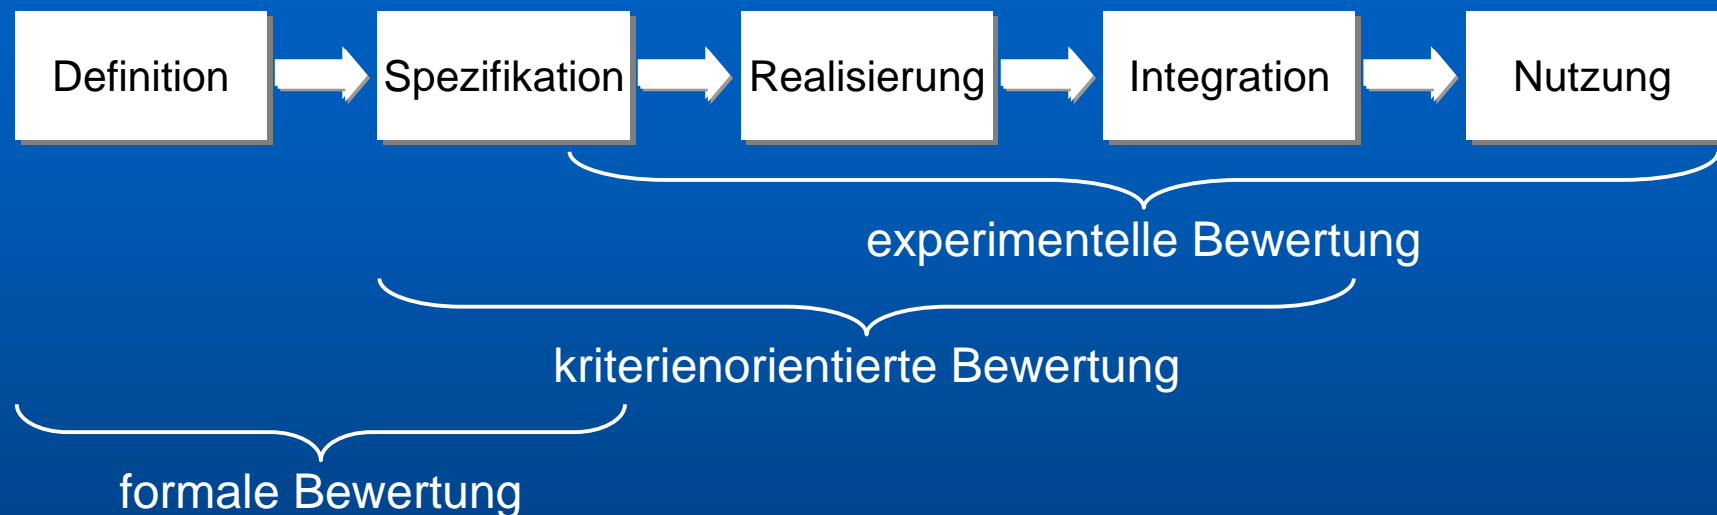 Definition
Spezifikation
Realisierung
Integration
Nutzung
experimentelle Bewertung
kriterienorientierte Bewertung
formale Bewertung